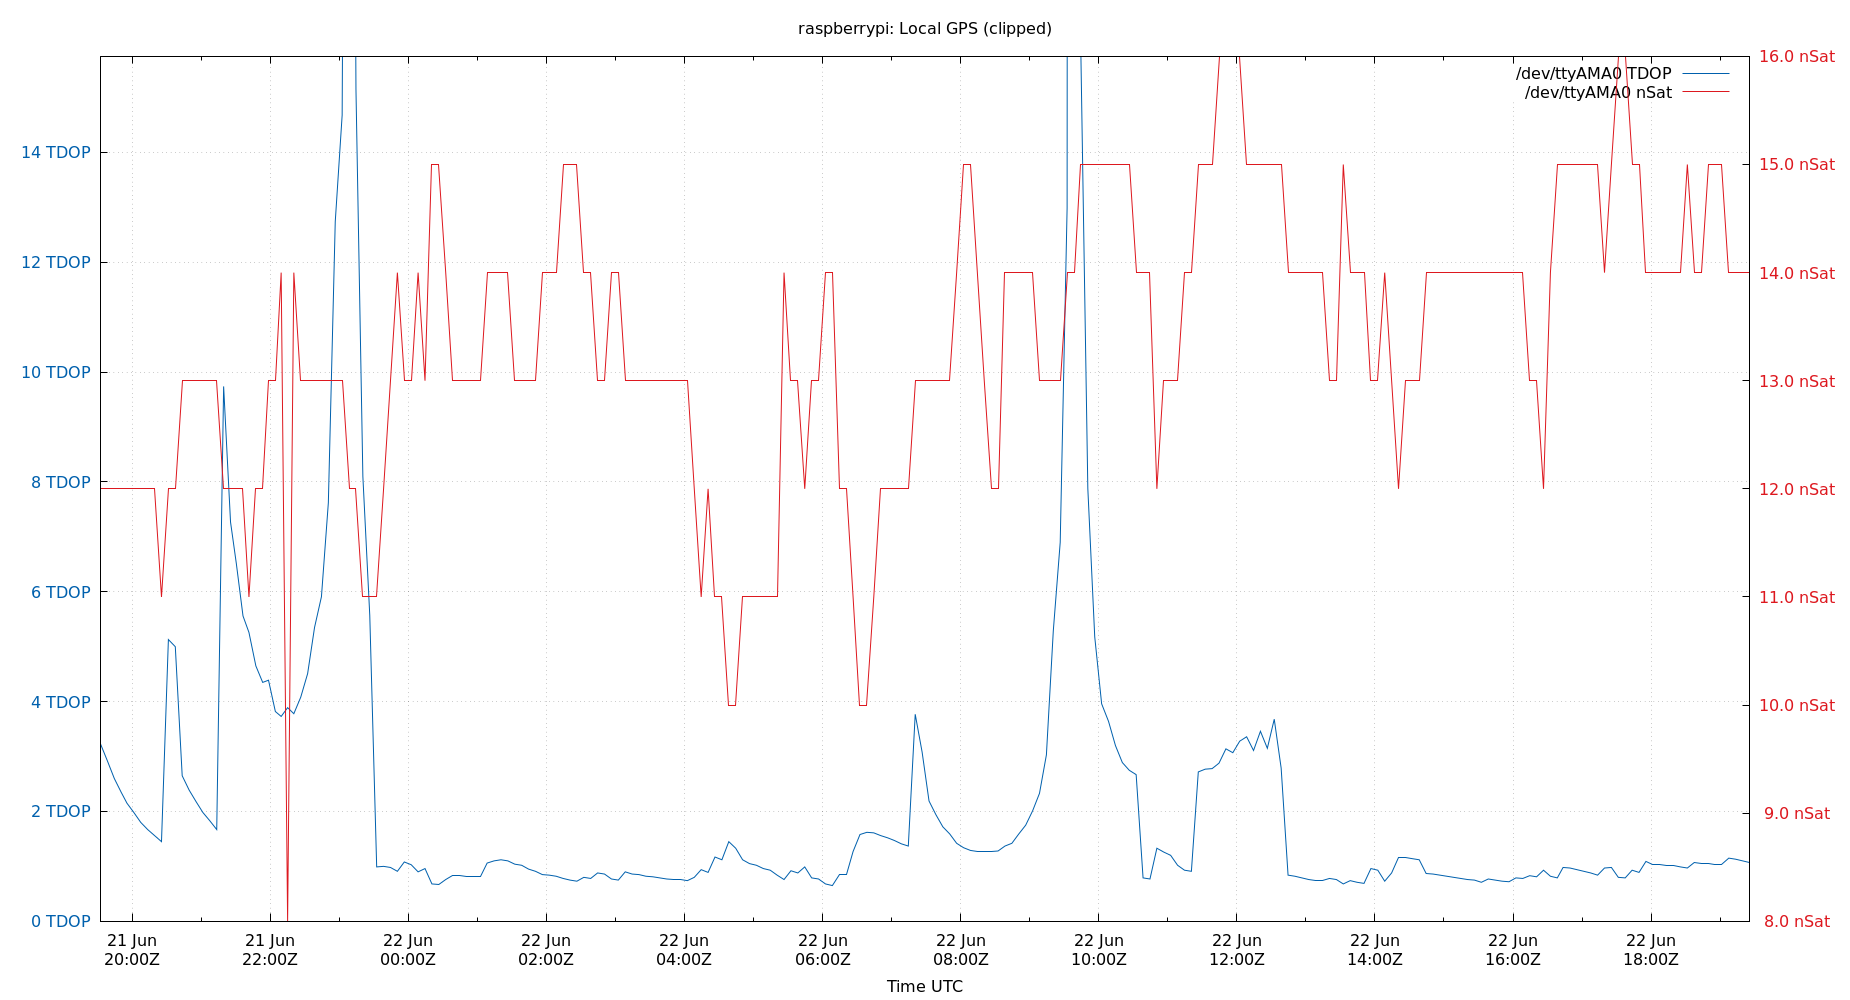 raspberrypi: Local GPS (clipped)
/dev/ttyAMA0 TDOP
/dev/ttyAMA0 nSat
14 TDOP
12 TDOP
10 TDOP
8 TDOP
6 TDOP
4 TDOP
2 TDOP
0 TDOP
16.0 nSat
15.0 nSat
14.0 nSat
13.0 nSat
12.0 nSat
11.0 nSat
10.0 nSat
9.0 nSat
8.0 nSat
21 Jun 20:00Z
21 Jun 22:00Z
22 Jun 00:00Z
22 Jun 02:00Z
22 Jun 04:00Z
22 Jun 06:00Z
22 Jun 08:00Z
22 Jun 10:00Z
22 Jun 12:00Z
22 Jun 14:00Z
22 Jun 16:00Z
22 Jun 18:00Z
Time UTC